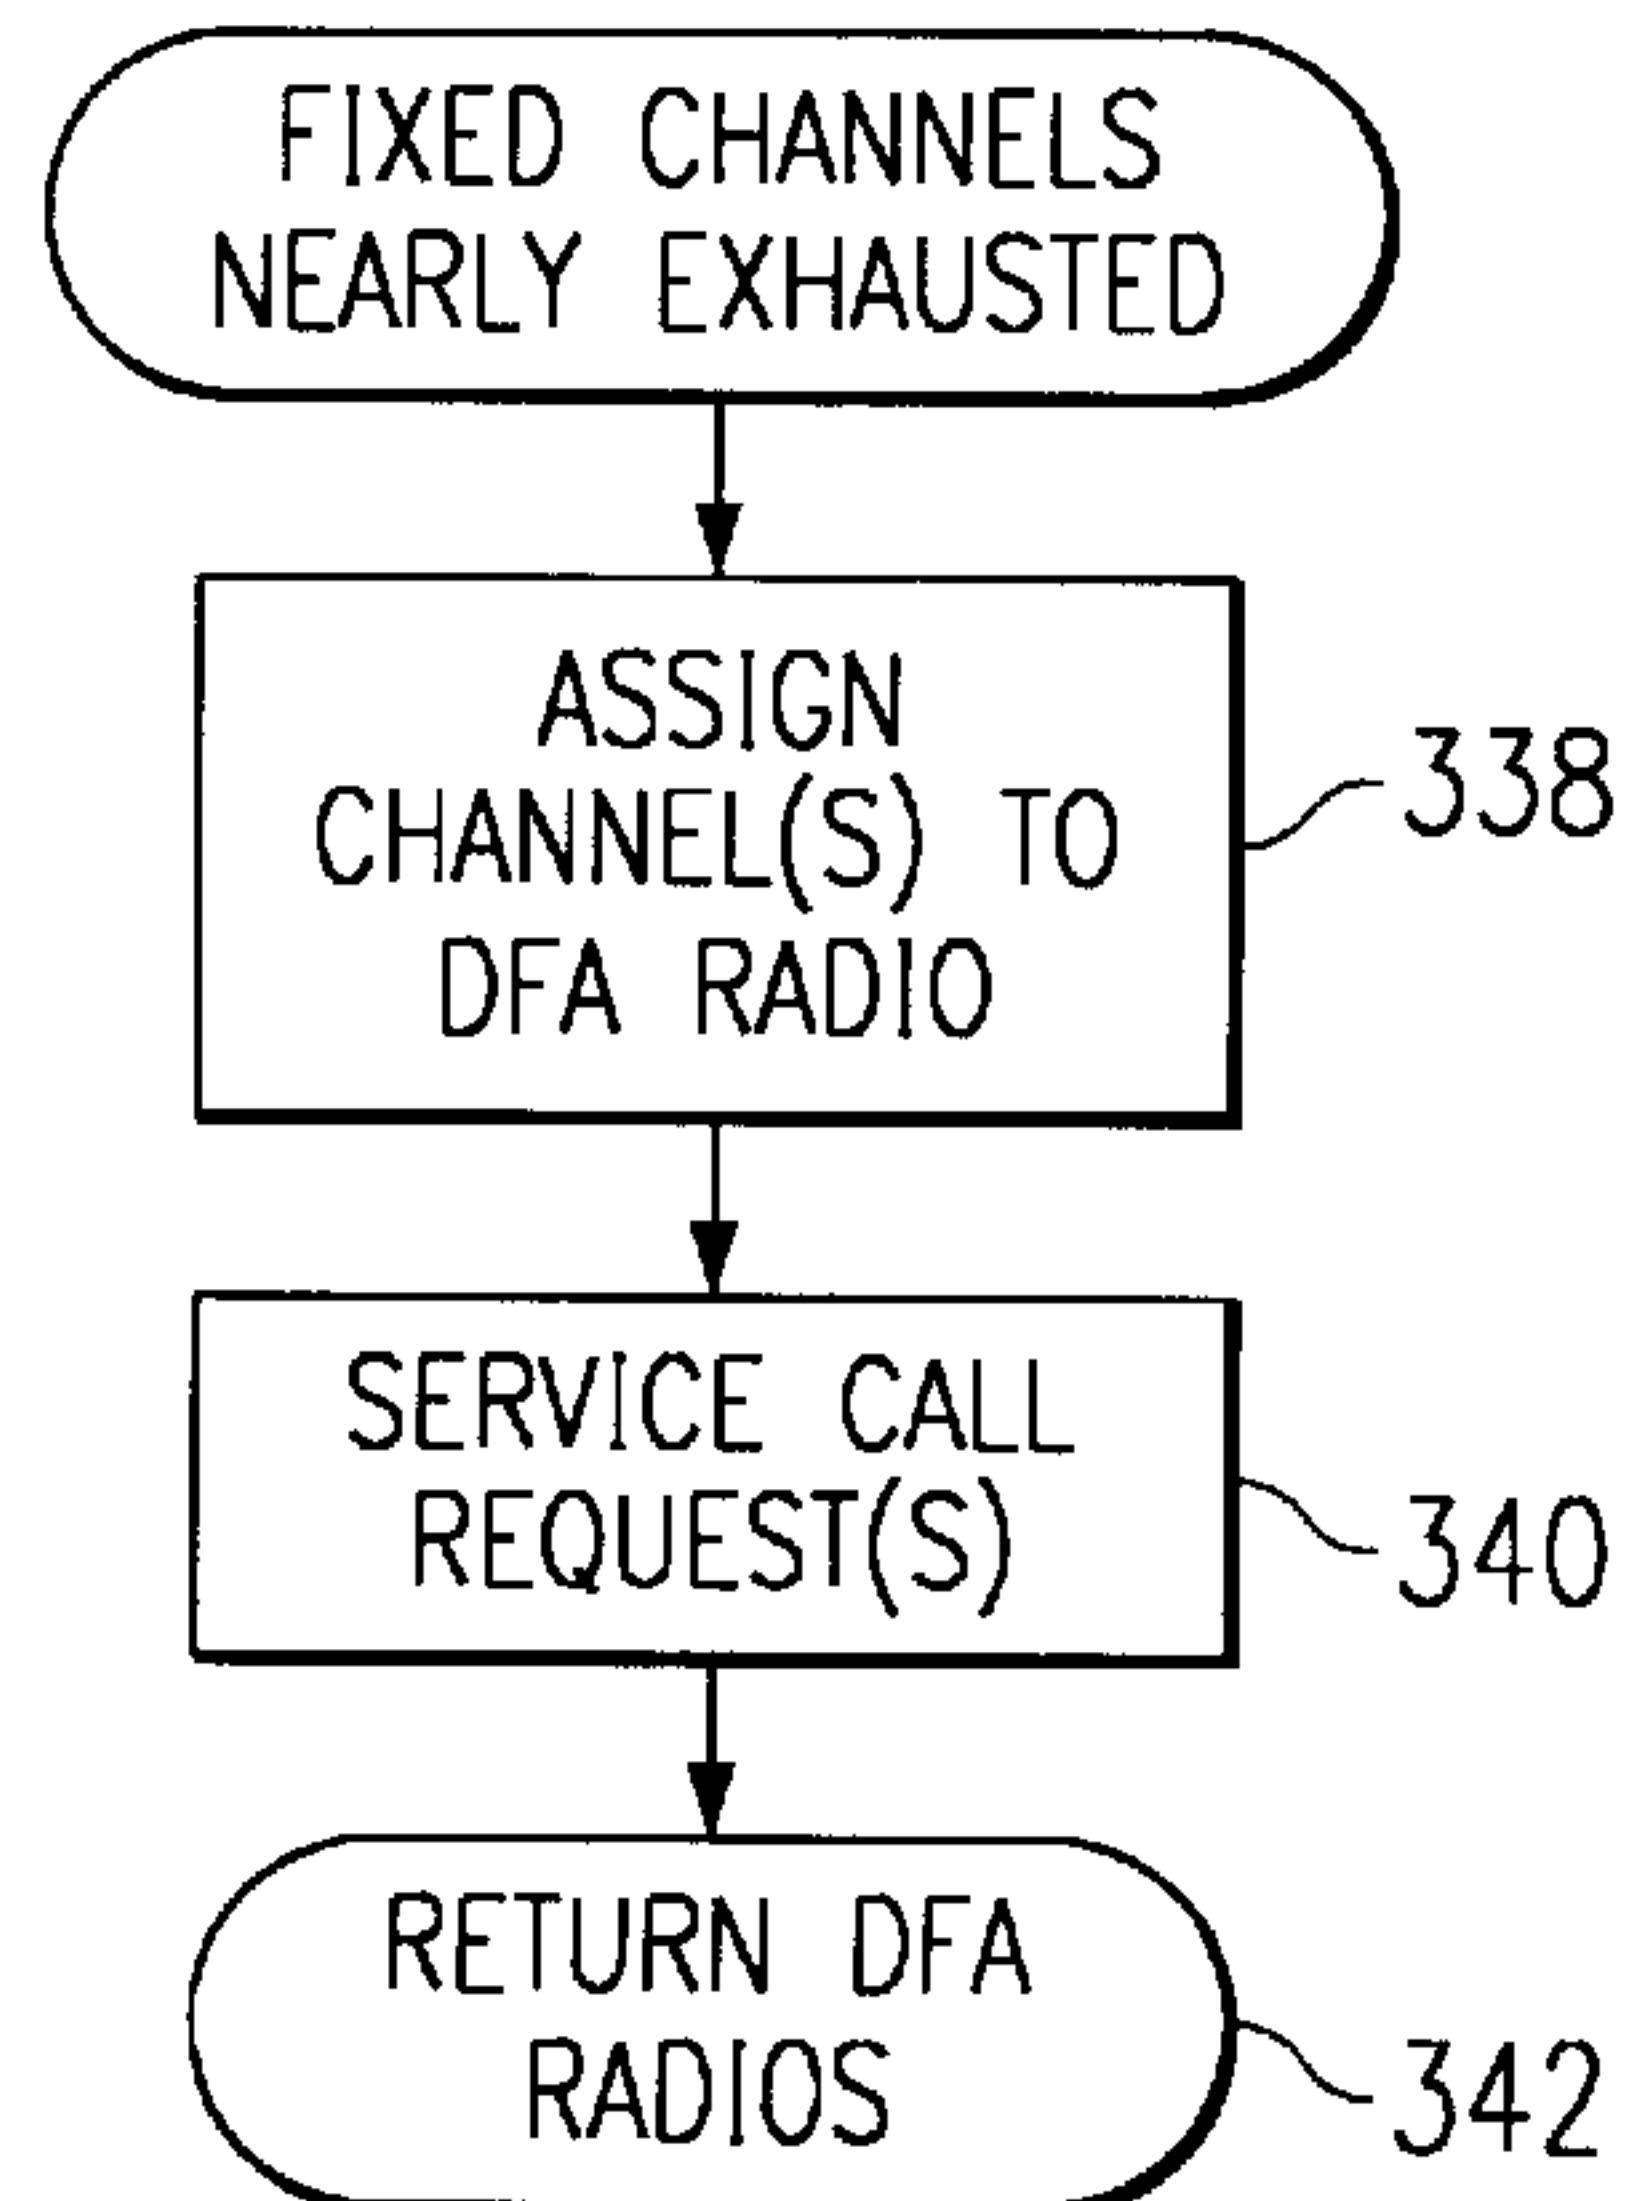 FIXED CHANNELS
NEARLY EXHAUSTED
ASSIGN
CHANNEL(S) TO
DFA RADIO
338
SERVICE CALL
REQUEST(S)
340
RETURN DFA
RADIOS
342